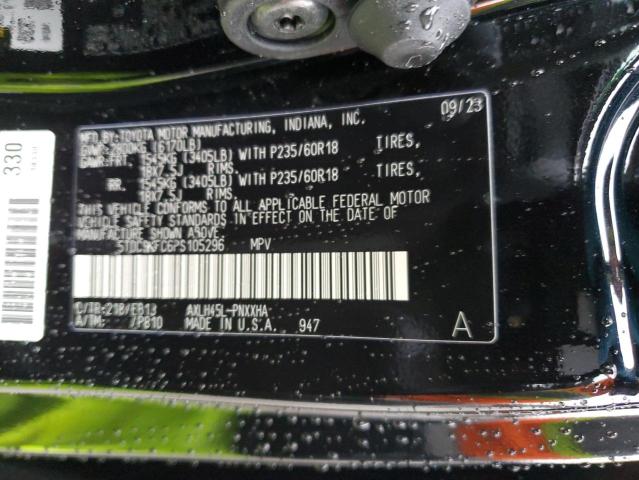 330
09/23
MFD.BY:TOYOTA MOTOR MANUFACTURING, INDIANA, INC.
GVWR:2800KG (6170LB)
GAWR:FRT. 1545KG (3405LB) WITH P235/60R18 TIRES,
18X7.5J RIMS.
RR. 1545KG (3405LB) WITH P235/60R18 TIRES,
18X7.5J RIMS.
THIS VEHICLE CONFORMS TO ALL APPLICABLE FEDERAL MOTOR
VEHICLE SAFETY STANDARDS IN EFFECT ON THE DATE OF
MANUFACTURE SHOWN ABOVE.
5TDCSKFC6PS105296 MPV
C/TR:218/EB13 AXLH45L-PNXXHA
A/TM: /P810 MADE IN U.S.A. 947
A